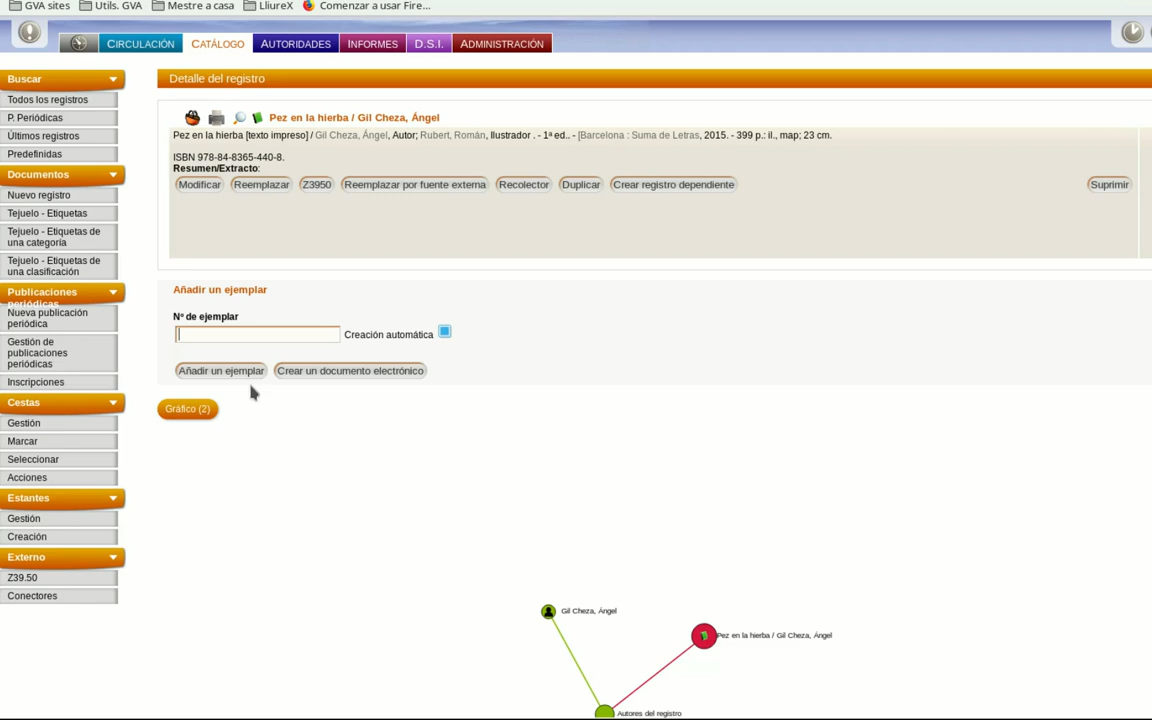 GVA sites Utils. GVA Mestre a casa LliureX Comenzar a usar Fire...
CIRCULACIÓN CATÁLOGO AUTORIDADES INFORMES D.S.I. ADMINISTRACIÓN
Buscar
Todos los registros
P. Periódicas
Últimos registros
Predefinidas
Documentos
Nuevo registro
Tejuelo - Etiquetas
Tejuelo - Etiquetas de
una categoría
Tejuelo - Etiquetas de
una clasificación
Publicaciones
periódicas
Nueva publicación
periódica
Gestión de
publicaciones
periódicas
Inscripciones
Cestas
Gestión
Marcar
Seleccionar
Acciones
Estantes
Gestión
Creación
Externo
Z39.50
Conectores
Detalle del registro
Pez en la hierba / Gil Cheza, Ángel
Pez en la hierba [texto impreso] / Gil Cheza, Ángel, Autor; Rubert, Román, Ilustrador . - 1ª ed.. - [Barcelona : Suma de Letras, 2015. - 399 p.: il., map; 23 cm.
ISBN 978-84-8365-440-8.
Resumen/Extracto:
Modificar Reemplazar Z3950 Reemplazar por fuente externa Recolector Duplicar Crear registro dependiente Suprimir
Añadir un ejemplar
Nº de ejemplar
Creación automática
Añadir un ejemplar Crear un documento electrónico
Gráfico (2)
Gil Cheza, Ángel
Pez en la hierba / Gil Cheza, Ángel
Autores del registro